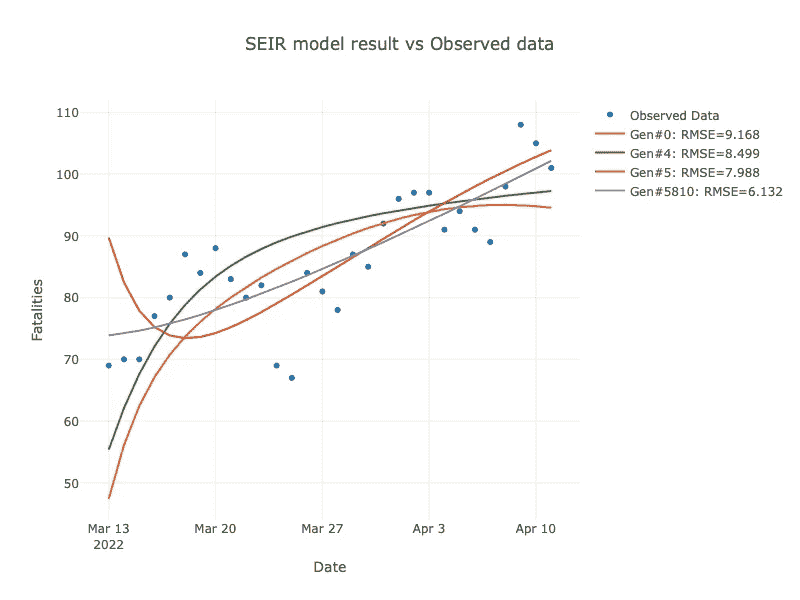 SEIR model result vs Observed data
110
100
90
80
70
60
50
Fatalities
Mar 13
2022
Mar 20
Mar 27
Apr 3
Apr 10
Date
Observed Data
Gen#0: RMSE=9.168
Gen#4: RMSE=8.499
Gen#5: RMSE=7.988
Gen#5810: RMSE=6.132